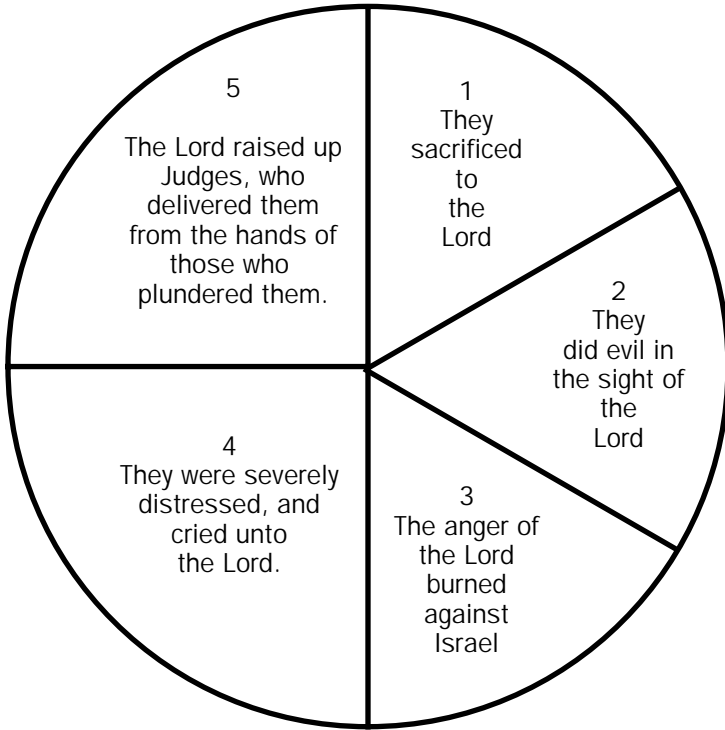 1
They
sacrificed
to
the
Lord
2
They
did evil in
the sight of
the
Lord
3
The anger of
the Lord
burned
against
Israel
4
They were severely
distressed, and
cried unto
the Lord.
5
The Lord raised up
Judges, who
delivered them
from the hands of
those who
plundered them.